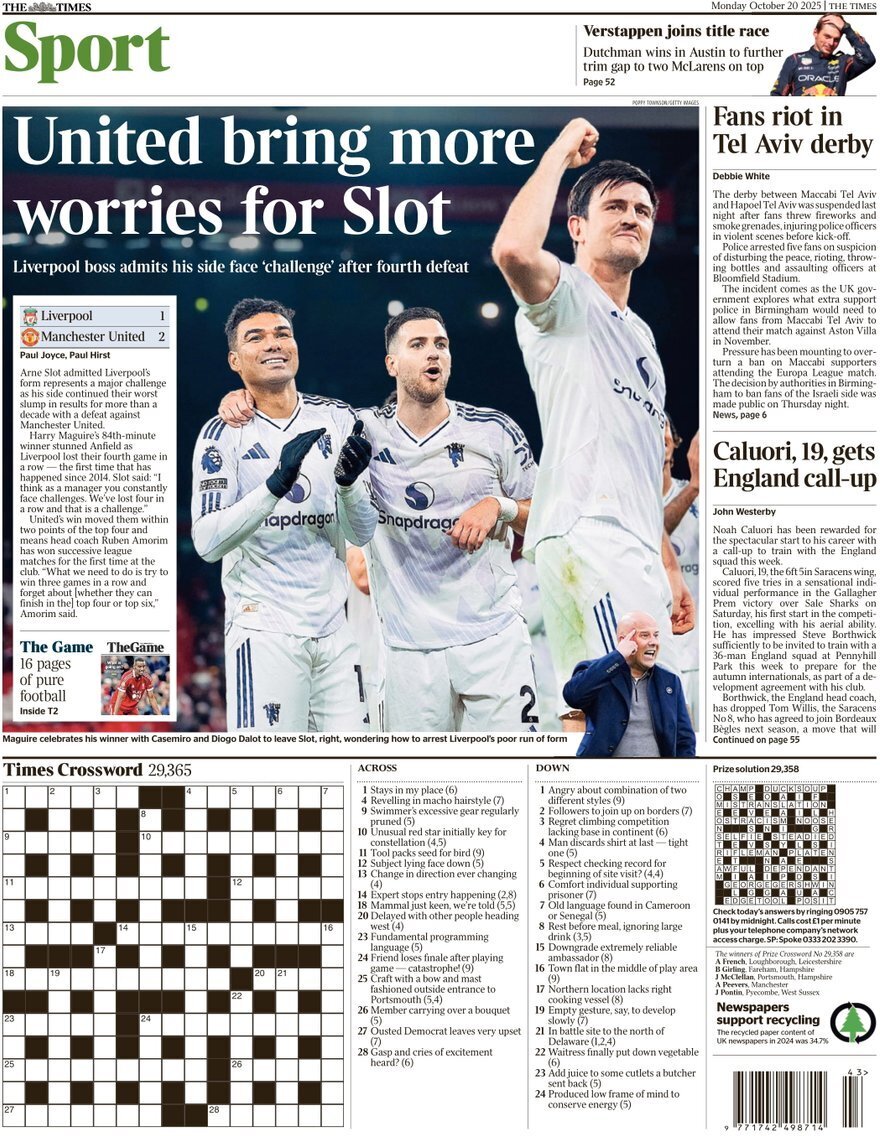 THE TIMES
Monday October 20 2025 | THE TIMES
Sport
Verstappen joins title race
Dutchman wins in Austin to further
trim gap to two McLarens on top
Page 52
ORACLE
POPPY TOWNSON/GETTY IMAGES
United bring more
worries for Slot
Liverpool boss admits his side face ‘challenge’ after fourth defeat
Liverpool 1
Manchester United 2
Paul Joyce, Paul Hirst
Arne Slot admitted Liverpool’s
form represents a major challenge
as his side continued their worst
slump in results for more than a
decade with a defeat against
Manchester United.
Harry Maguire’s 84th-minute
winner stunned Anfield as
Liverpool lost their fourth game in
a row — the first time that has
happened since 2014. Slot said: “I
think as a manager you constantly
face challenges. We’ve lost four in
a row and that is a challenge.”
United’s win moved them within
two points of the top four and
means head coach Ruben Amorim
has won successive league
matches for the first time at the
club. “What we need to do is try to
win three games in a row and
forget about [whether they can
finish in the] top four or top six,”
Amorim said.
The Game
16 pages
of pure
football
Inside T2
TheGame
Snapdragon
Snapdragon
2
Maguire celebrates his winner with Casemiro and Diogo Dalot to leave Slot, right, wondering how to arrest Liverpool’s poor run of form
Fans riot in
Tel Aviv derby
Debbie White
The derby between Maccabi Tel Aviv
and Hapoel Tel Aviv was suspended last
night after fans threw fireworks and
smoke grenades, injuring police officers
in violent scenes before kick-off.
Police arrested five fans on suspicion
of disturbing the peace, rioting, throw-
ing bottles and assaulting officers at
Bloomfield Stadium.
The incident comes as the UK gov-
ernment explores what extra support
police in Birmingham would need to
allow fans from Maccabi Tel Aviv to
attend their match against Aston Villa
in November.
Pressure has been mounting to over-
turn a ban on Maccabi supporters
attending the Europa League match.
The decision by authorities in Birming-
ham to ban fans of the Israeli side was
made public on Thursday night.
News, page 6
Caluori, 19, gets
England call-up
John Westerby
Noah Caluori has been rewarded for
the spectacular start to his career with
a call-up to train with the England
squad this week.
Caluori, 19, the 6ft 5in Saracens wing,
scored five tries in a sensational indi-
vidual performance in the Gallagher
Prem victory over Sale Sharks on
Saturday, his first start in the competi-
tion, excelling with his aerial ability.
He has impressed Steve Borthwick
sufficiently to be invited to train with a
36-man England squad at Pennyhill
Park this week to prepare for the
autumn internationals, as part of a de-
velopment agreement with his club.
Borthwick, the England head coach,
has dropped Tom Willis, the Saracens
No 8, who has agreed to join Bordeaux
Bègles next season, a move that will
Continued on page 55
Times Crossword 29,365
1 2 3 4 5 6 7
8
9 10
11 12
13 14 15 16
17
18 19 20 21
22
23 24
25 26
27 28
ACROSS
1 Stays in my place (6)
4 Revelling in macho hairstyle (7)
9 Swimmer’s excessive gear regularly
pruned (5)
10 Unusual red star initially key for
constellation (4,5)
11 Tool packs seed for bird (9)
12 Subject lying face down (5)
13 Change in direction ever changing
(4)
14 Expert stops entry happening (2,8)
18 Mammal just keen, we’re told (5,5)
20 Delayed with other people heading
west (4)
23 Fundamental programming
language (5)
24 Friend loses finale after playing
game — catastrophe! (9)
25 Craft with a bow and mast
fashioned outside entrance to
Portsmouth (5,4)
26 Member carrying over a bouquet
(5)
27 Ousted Democrat leaves very upset
(7)
28 Gasp and cries of excitement
heard? (6)
DOWN
1 Angry about combination of two
different styles (9)
2 Followers to join up on borders (7)
3 Regret climbing competition
lacking base in continent (6)
4 Man discards shirt at last — tight
one (5)
5 Respect checking record for
beginning of site visit? (4,4)
6 Comfort individual supporting
prisoner (7)
7 Old language found in Cameroon
or Senegal (5)
8 Rest before meal, ignoring large
drink (3,5)
15 Downgrade extremely reliable
ambassador (8)
16 Town flat in the middle of play area
(9)
17 Northern location lacks right
cooking vessel (8)
19 Empty gesture, say, to develop
slowly (7)
21 In battle site to the north of
Delaware (1,2,4)
22 Waitress finally put down vegetable
(6)
23 Add juice to some cutlets a butcher
sent back (5)
24 Produced low frame of mind to
conserve energy (5)
Prize solution 29,358
CHAMP DUCKSOUP
MISTRANSLATION
OSTRACISM NOOSE
SELFIE STEADIED
RIFLEMAN PLATEN
AWFUL DEPENDANT
GEORGEGERSHWIN
EDGETOOL POSIT
Check today’s answers by ringing 0905 757
0141 by midnight. Calls cost £1 per minute
plus your telephone company’s network
access charge. SP: Spoke 0333 202 3390.
The winners of Prize Crossword No 29,358 are
A French, Loughborough, Leicestershire
B Girling, Fareham, Hampshire
J McClellan, Portsmouth, Hampshire
A Peevers, Manchester
J Pontin, Pyecombe, West Sussex
Newspapers
support recycling
The recycled paper content of
UK newspapers in 2024 was 34.7%
4 3 >
9 771742 498714